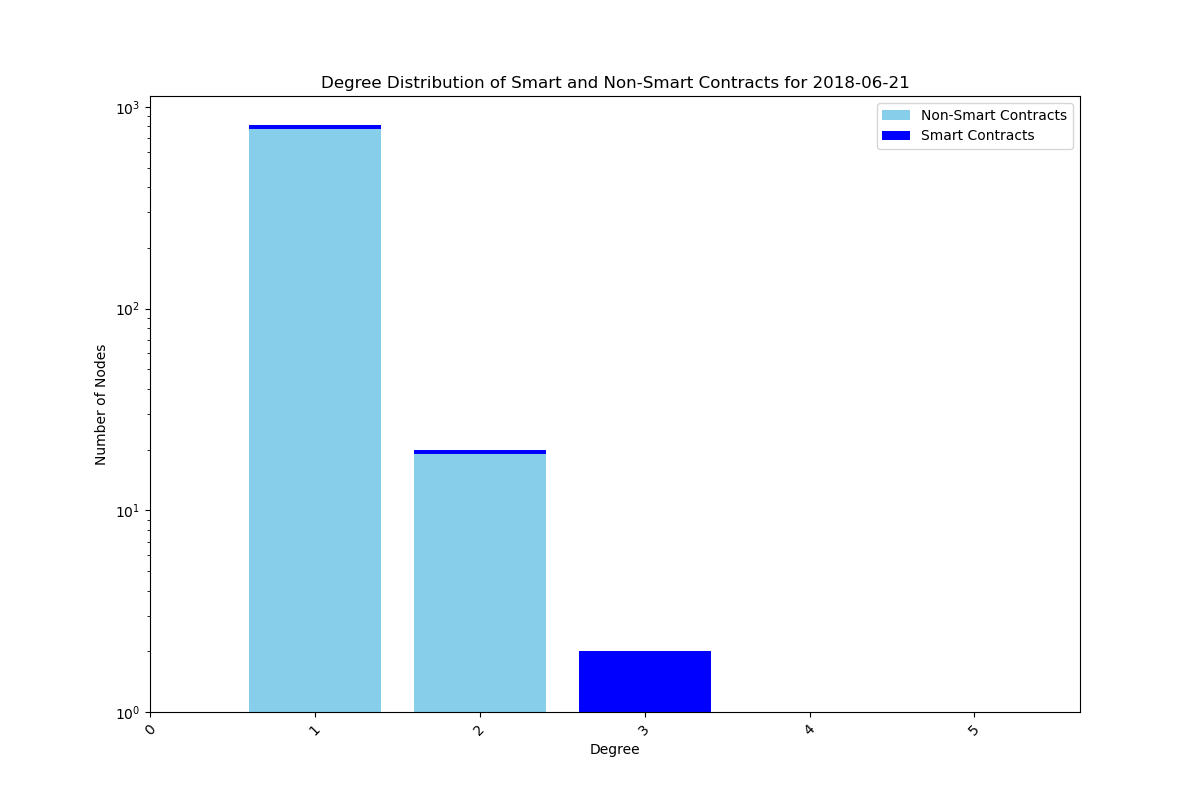 Degree Distribution of Smart and Non-Smart Contracts for 2018-06-21
Non-Smart Contracts
Smart Contracts
Number of Nodes
10³
10²
10¹
10⁰
0 1 2 3 4 5
Degree